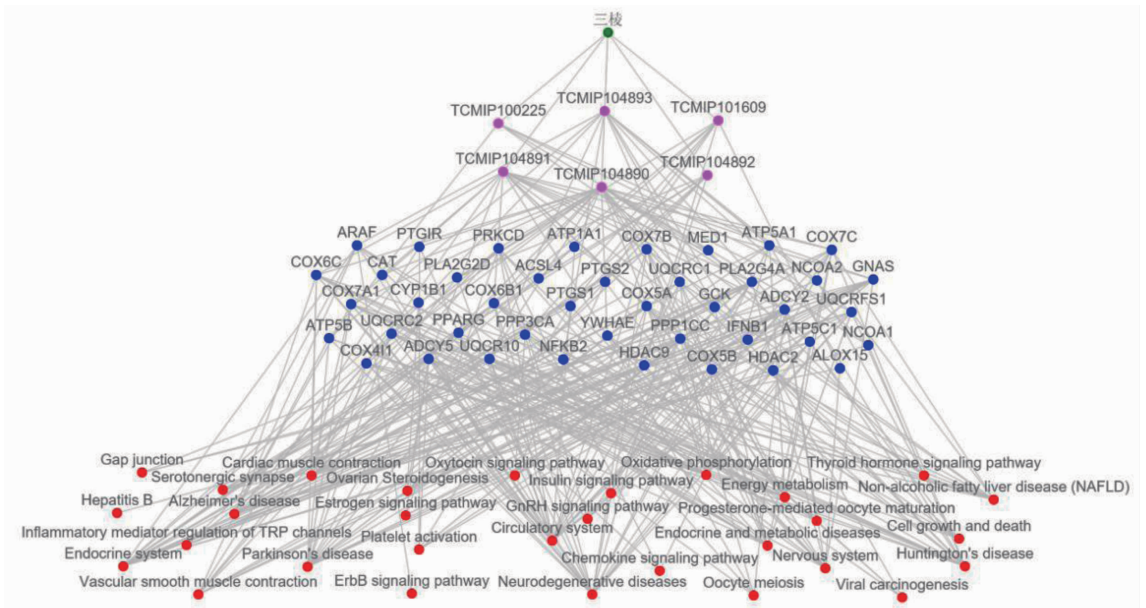 三棱
TCMIP100225
TCMIP104893
TCMIP101609
TCMIP104891
TCMIP104890
TCMIP104892
ARAF
PTGIR
PRKCD
ATP1A1
COX7B
MED1
ATP5A1
COX7C
COX6C
CAT
PLA2G2D
ACSL4
PTGS2
UQCRC1
PLA2G4A
NCOA2
GNAS
COX7A1
CYP1B1
COX6B1
PTGS1
COX5A
GCK
ADCY2
UQCRFS1
ATP5B
UQCRC2
PPARG
PPP3CA
YWHAE
PPP1CC
IFNB1
ATP5C1
NCOA1
COX4I1
ADCY5
UQCR10
NFKB2
HDAC9
COX5B
HDAC2
ALOX15
Gap junction
Cardiac muscle contraction
Oxytocin signaling pathway
Oxidative phosphorylation
Thyroid hormone signaling pathway
Serotonergic synapse
Ovarian Steroidogenesis
Insulin signaling pathway
Energy metabolism
Non-alcoholic fatty liver disease (NAFLD)
Hepatitis B
Alzheimer's disease
Estrogen signaling pathway
GnRH signaling pathway
Progesterone-mediated oocyte maturation
Inflammatory mediator regulation of TRP channels
Platelet activation
Circulatory system
Endocrine and metabolic diseases
Cell growth and death
Endocrine system
Parkinson's disease
Chemokine signaling pathway
Nervous system
Huntington's disease
Vascular smooth muscle contraction
ErbB signaling pathway
Neurodegenerative diseases
Oocyte meiosis
Viral carcinogenesis